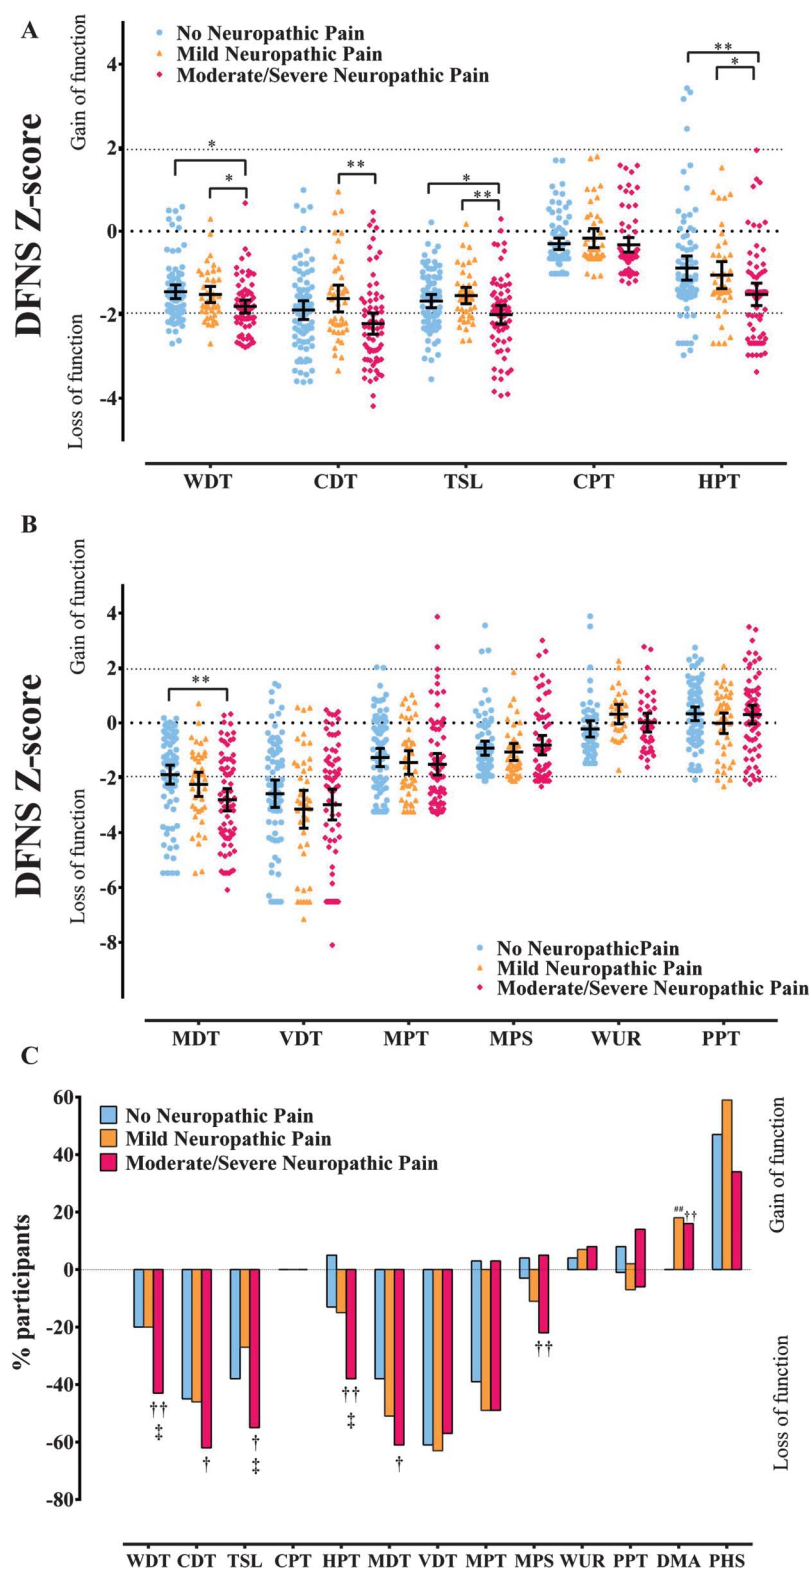 A
No Neuropathic Pain
Mild Neuropathic Pain
Moderate/Severe Neuropathic Pain
DFNS Z-score
Gain of function
Loss of function
4
2
0
-2
-4
*
*
**
*
**
**
*
WDT CDT TSL CPT HPT
B
DFNS Z-score
Gain of function
Loss of function
4
2
0
-2
-4
-6
-8
**
No NeuropathicPain
Mild Neuropathic Pain
Moderate/Severe Neuropathic Pain
MDT VDT MPT MPS WUR PPT
C
% participants
60
40
20
0
-20
-40
-60
-80
No Neuropathic Pain
Mild Neuropathic Pain
Moderate/Severe Neuropathic Pain
Gain of function
Loss of function
## ††
††
‡
†
†
‡
††
‡
†
††
WDT CDT TSL CPT HPT MDT VDT MPT MPS WUR PPT DMA PHS